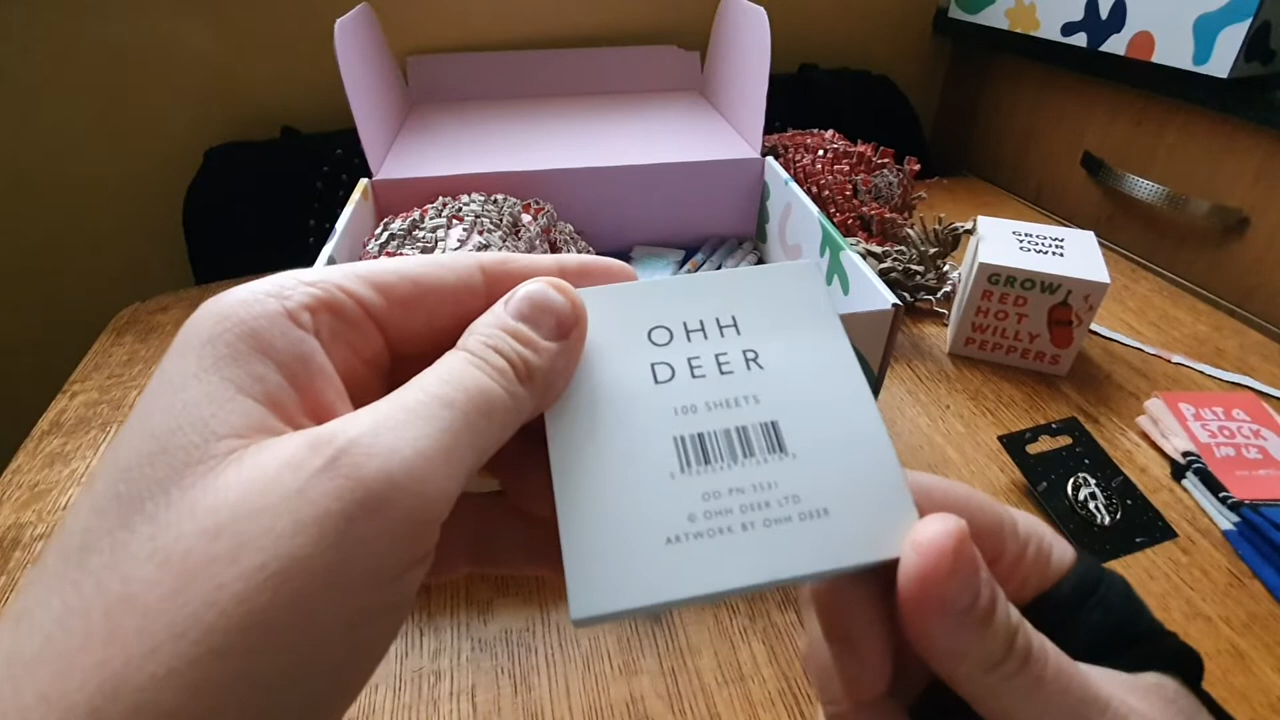 OHH
DEER
100 SHEETS
OD-PN-3531
© OHH DEER LTD
ARTWORK BY OHH DEER
GROW
YOUR
OWN
GROW
RED
HOT
WILLY
PEPPERS
PUT A
SOCK
in it